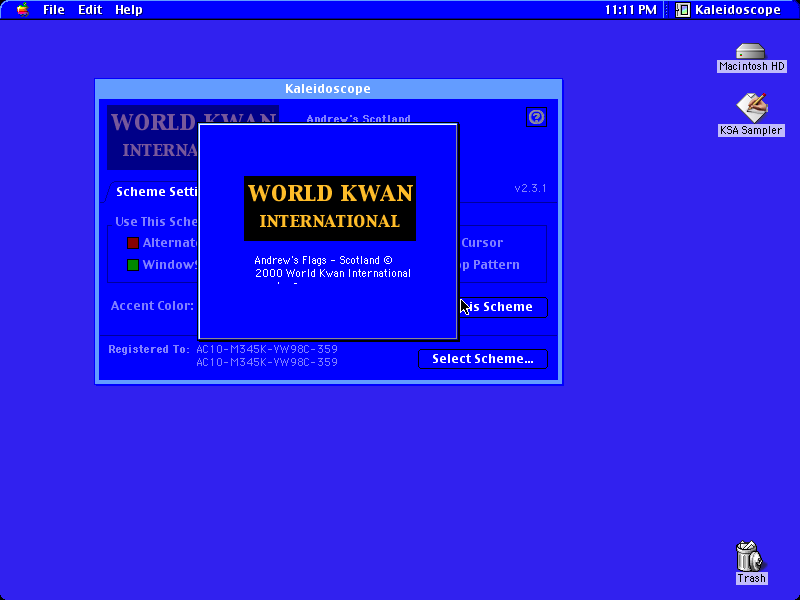 File Edit Help 11:11 PM Kaleidoscope
Macintosh HD
KSA Sampler
Kaleidoscope
WORLD KWAN
INTERNA
Andrew's Scotland
v2.3.1
WORLD KWAN
INTERNATIONAL
Andrew's Flags - Scotland ©
2000 World Kwan International
Scheme Setti
Use This Sche
Alternat
Cursor
Windows
Pattern
Accent Color:
is Scheme
Registered To: AC10-M345K-YW98C-359
AC10-M345K-YW98C-359
Select Scheme...
Trash